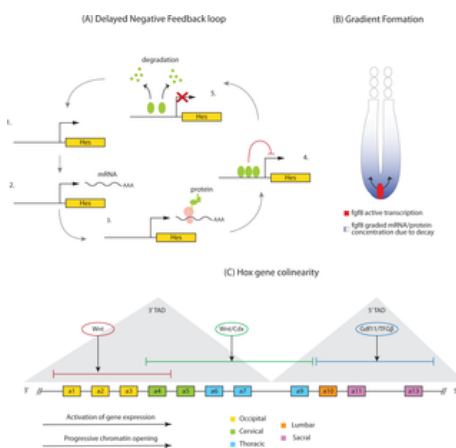 (A) Delayed Negative Feedback loop
degradation
5.
Hes
1.
Hes
4.
Hes
2.
mRNA
AAA
Hes
protein
3.
AAA
Hes
(B) Gradient Formation
fgf8 active transcription
fgf8 graded mRNA/protein
concentration due to decay
(C) Hox gene colinearity
3' TAD
5' TAD
Wnt
Wnt/Cdx
Gdf11/TFGβ
3'
a1
a2
a3
a4
a5
a6
a7
a9
a10
a11
a13
Activation of gene expression
Progressive chromatin opening
Occipital
Cervical
Thoracic
Lumbar
Sacral